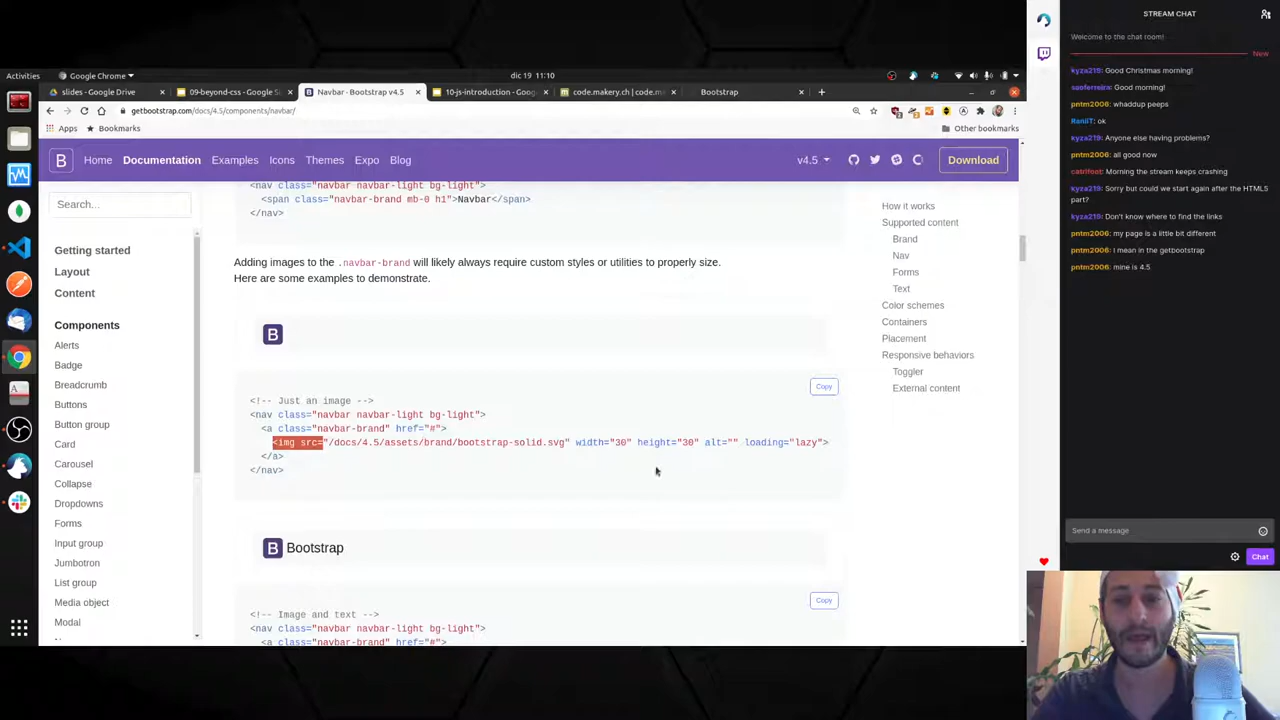 STREAM CHAT
Welcome to the chat room!
New
kyza219: Good Christmas morning!
saoferreira: Good morning!
pntm2006: whaddup peeps
RaniIT: ok
kyza219: Anyone else having problems?
pntm2006: all good now
catrifoot: Morning the stream keeps crashing
kyza219: Sorry but could we start again after the HTML5
part?
kyza219: Don't know where to find the links
pntm2006: my page is a little bit different
pntm2006: I mean in the getbootstrap
pntm2006: mine is 4.5
Send a message
Chat
Activities
Google Chrome
dic 19 11:10
slides - Google Drive
09-beyond-css - Google Sl
Navbar · Bootstrap v4.5
10-js-introduction - Goog
code.makery.ch | code.m
Bootstrap
getbootstrap.com/docs/4.5/components/navbar/
Apps
Bookmarks
Other bookmarks
B
Home
Documentation
Examples
Icons
Themes
Expo
Blog
v4.5
Download
Search...
Getting started
Layout
Content
Components
Alerts
Badge
Breadcrumb
Buttons
Button group
Card
Carousel
Collapse
Dropdowns
Forms
Input group
Jumbotron
List group
Media object
Modal
<nav class="navbar navbar-light bg-light">
<span class="navbar-brand mb-0 h1">Navbar</span>
</nav>
Adding images to the .navbar-brand will likely always require custom styles or utilities to properly size.
Here are some examples to demonstrate.
B
Copy
<!-- Just an image -->
<nav class="navbar navbar-light bg-light">
<a class="navbar-brand" href="#">
<img src="/docs/4.5/assets/brand/bootstrap-solid.svg" width="30" height="30" alt="" loading="lazy">
</a>
</nav>
B Bootstrap
Copy
<!-- Image and text -->
<nav class="navbar navbar-light bg-light">
<a class="navbar-brand" href="#">
How it works
Supported content
Brand
Nav
Forms
Text
Color schemes
Containers
Placement
Responsive behaviors
Toggler
External content